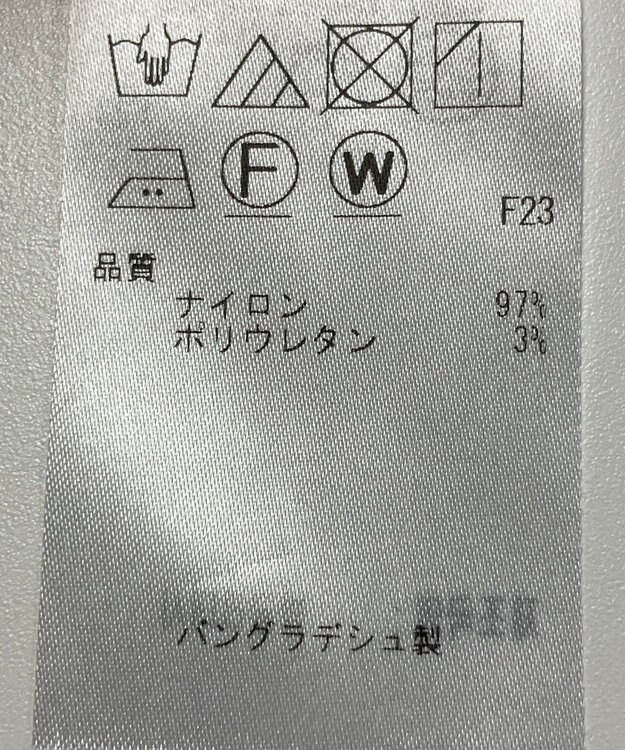 F W
F23
品質
ナイロン 97%
ポリウレタン 3%
バングラデシュ製